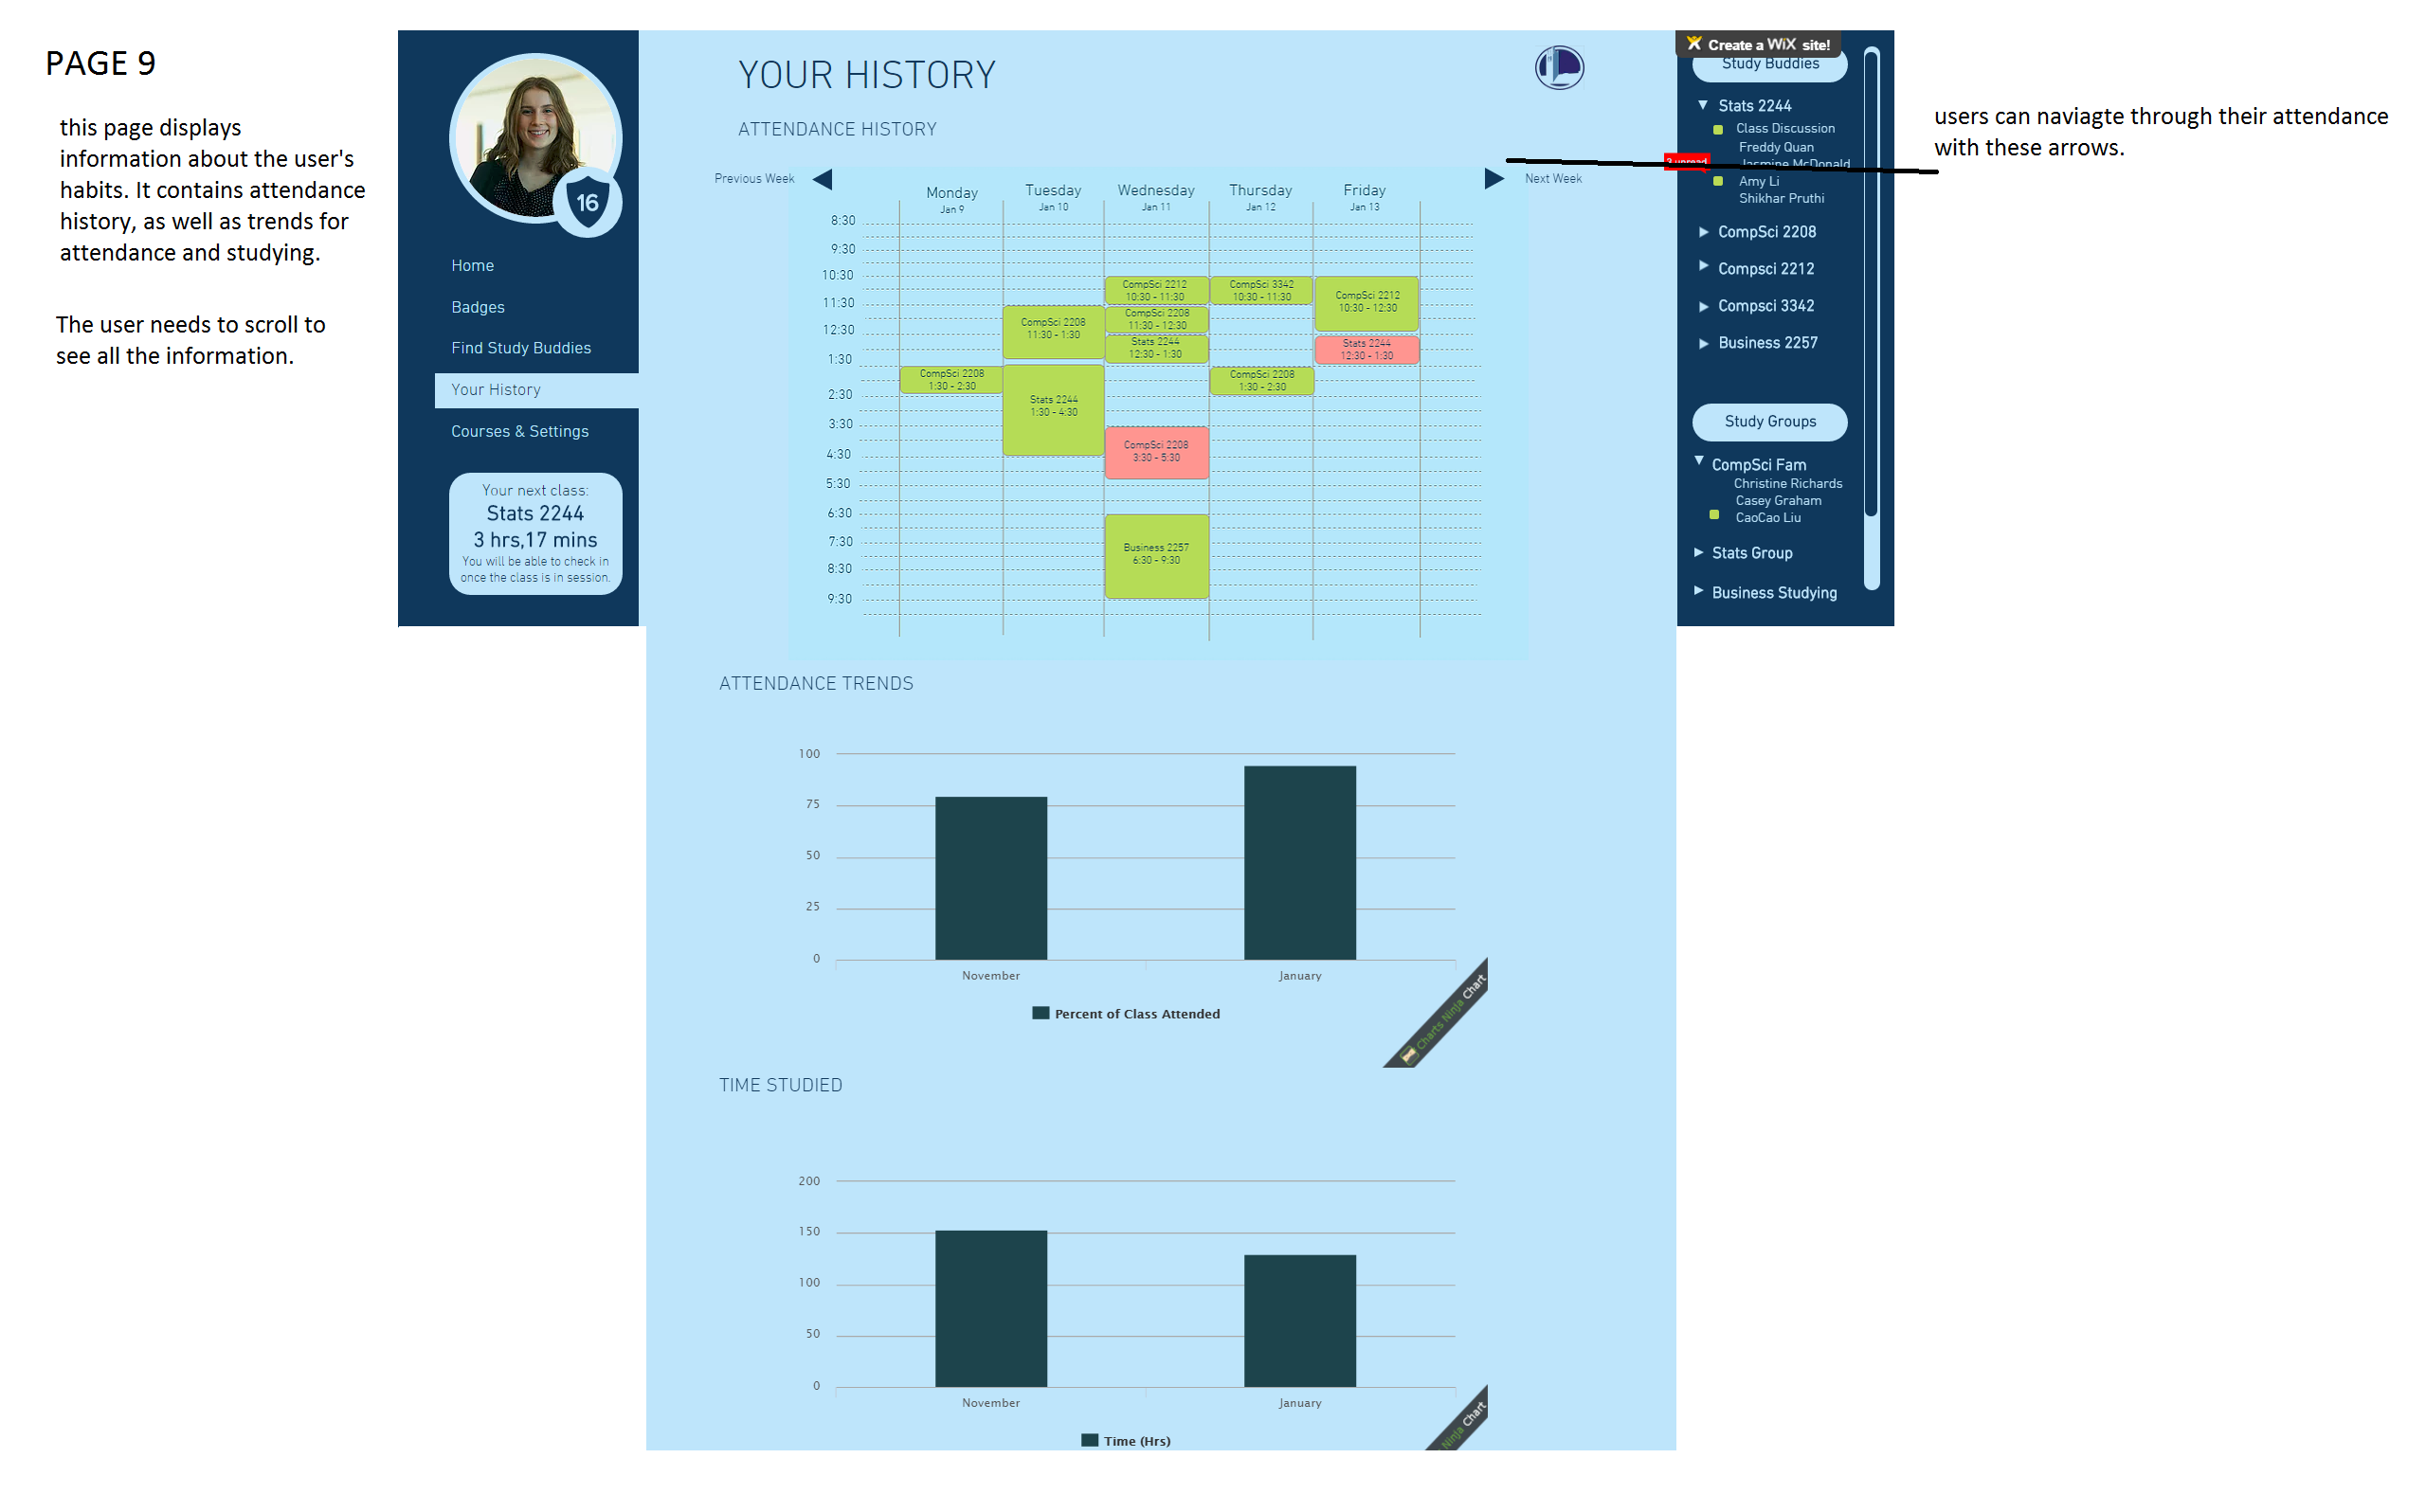 PAGE 9
this page displays
information about the user's
habits. It contains attendance
history, as well as trends for
attendance and studying.
The user needs to scroll to
see all the information.
16
Home
Badges
Find Study Buddies
Your History
Courses & Settings
Your next class:
Stats 2244
3 hrs,17 mins
You will be able to check in
once the class is in session.
YOUR HISTORY
ATTENDANCE HISTORY
Previous Week
Next Week
Monday Tuesday Wednesday Thursday Friday
Jan 9 Jan 10 Jan 11 Jan 12 Jan 13
8:30
9:30
10:30
11:30
12:30
1:30
2:30
3:30
4:30
5:30
6:30
7:30
8:30
9:30
CompSci 2208
1:30 - 2:30
CompSci 2208
11:30 - 1:30
Stats 2244
1:30 - 4:30
CompSci 2212
10:30 - 11:30
CompSci 2208
11:30 - 12:30
Stats 2244
12:30 - 1:30
CompSci 2208
3:30 - 5:30
Business 2257
6:30 - 9:30
CompSci 3342
10:30 - 11:30
CompSci 2208
1:30 - 2:30
CompSci 2212
10:30 - 12:30
Stats 2244
12:30 - 1:30
ATTENDANCE TRENDS
100
75
50
25
0
November January
Percent of Class Attended
Charts Ninja Chart
TIME STUDIED
200
150
100
50
0
November January
Time (Hrs)
Ninja Chart
Create a WiX site!
Study Buddies
Stats 2244
Class Discussion
Freddy Quan
Jasmine McDonald
Amy Li
Shikhar Pruthi
CompSci 2208
Compsci 2212
Compsci 3342
Business 2257
Study Groups
CompSci Fam
Christine Richards
Casey Graham
CaoCao Liu
Stats Group
Business Studying
users can naviagte through their attendance
with these arrows.